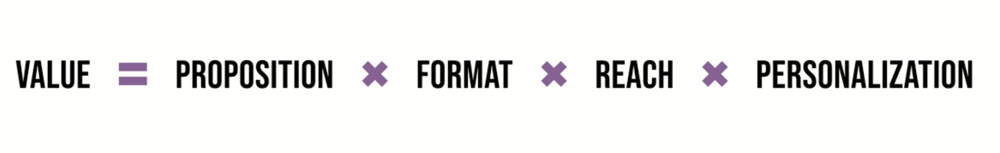 VALUE = PROPOSITION ✖ FORMAT ✖ REACH ✖ PERSONALIZATION